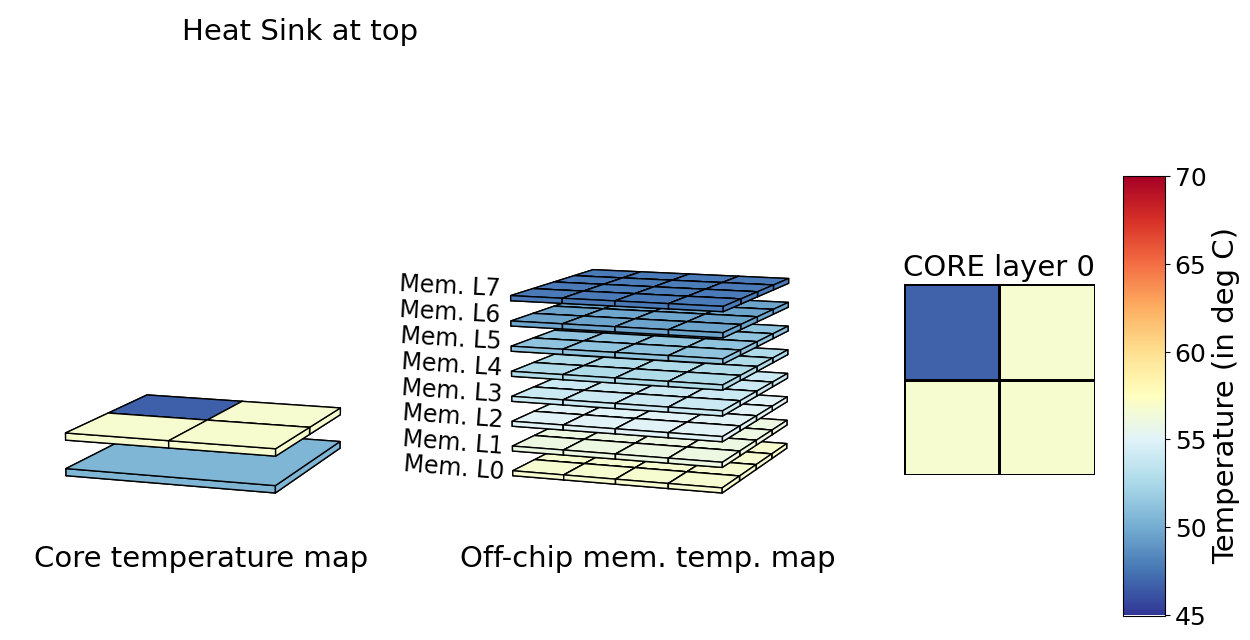 Heat Sink at top
Mem. L7
Mem. L6
Mem. L5
Mem. L4
Mem. L3
Mem. L2
Mem. L1
Mem. L0
Core temperature map
Off-chip mem. temp. map
CORE layer 0
70
65
60
55
50
45
Temperature (in deg C)